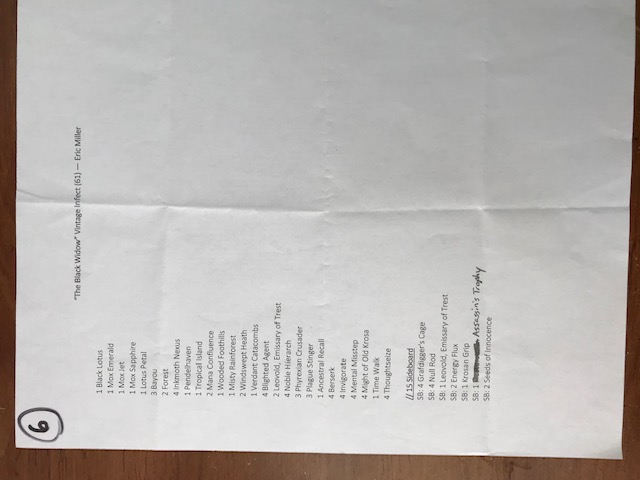 6
"The Black Widow" Vintage Infect (61) — Eric Miller
1 Black Lotus
1 Mox Emerald
1 Mox Jet
1 Mox Sapphire
1 Lotus Petal
3 Bayou
2 Forest
4 Inkmoth Nexus
1 Pendelhaven
1 Tropical Island
2 Mana Confluence
1 Wooded Foothills
1 Misty Rainforest
2 Windswept Heath
1 Verdant Catacombs
4 Blighted Agent
2 Leovold, Emissary of Trest
4 Noble Hierarch
3 Phyrexian Crusader
3 Plague Stinger
1 Ancestral Recall
4 Berserk
4 Invigorate
4 Mental Misstep
4 Might of Old Krosa
1 Time Walk
4 Thoughtseize
// 15 Sideboard
SB: 4 Grafdigger's Cage
SB: 4 Null Rod
SB: 1 Leovold, Emissary of Trest
SB: 2 Energy Flux
SB: 1 Krosan Grip
SB: 1 Assassin's Trophy
SB: 2 Seeds of Innocence